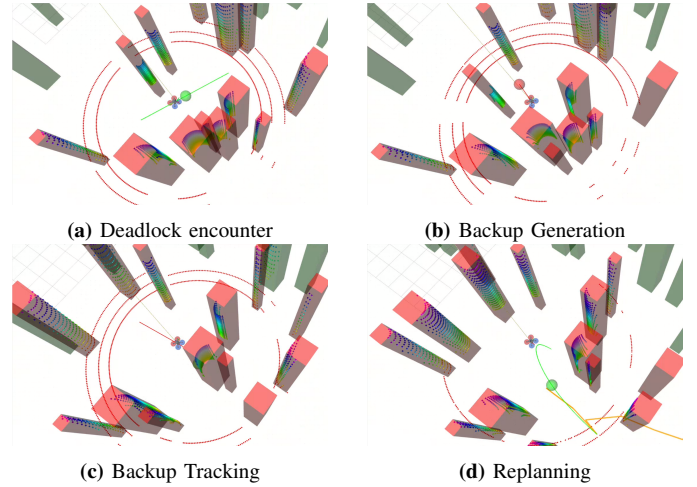 (a) Deadlock encounter
(b) Backup Generation
(c) Backup Tracking
(d) Replanning